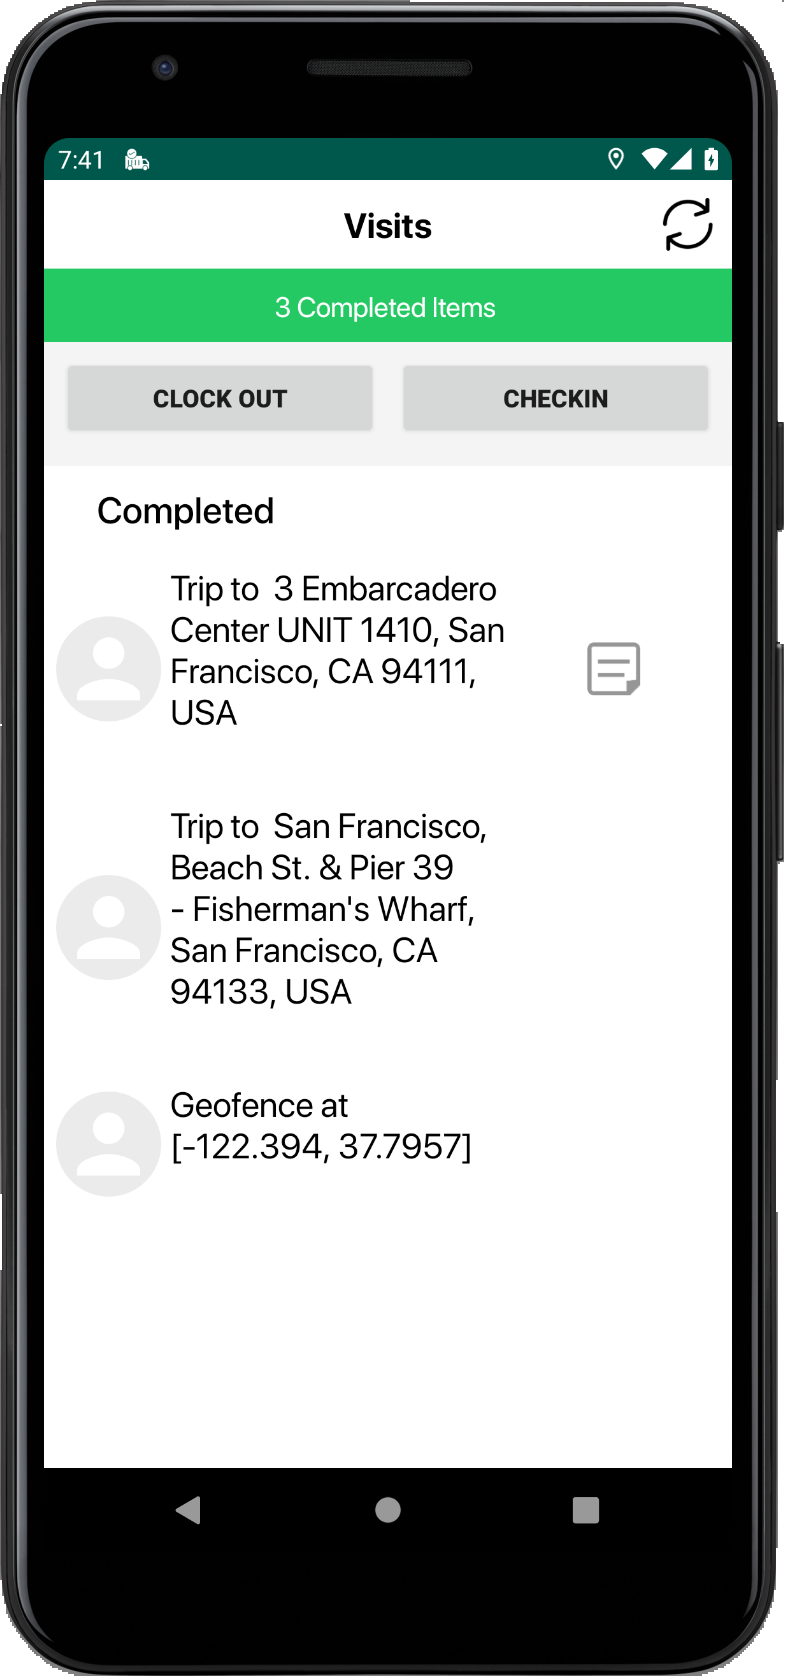 7:41
Visits
3 Completed Items
CLOCK OUT
CHECKIN
Completed
Trip to  3 Embarcadero
Center UNIT 1410, San
Francisco, CA 94111,
USA
Trip to  San Francisco,
Beach St. & Pier 39
- Fisherman's Wharf,
San Francisco, CA
94133, USA
Geofence at
[-122.394, 37.7957]